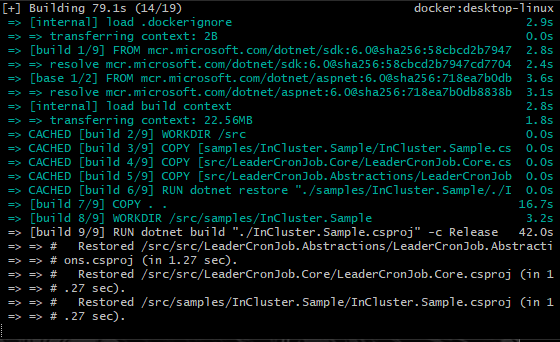 [+] Building 79.1s (14/19) docker:desktop-linux
=> [internal] load .dockerignore 2.9s
=> => transferring context: 2B 0.0s
=> [build 1/9] FROM mcr.microsoft.com/dotnet/sdk:6.0@sha256:58cbcd2b7947 2.8s
=> => resolve mcr.microsoft.com/dotnet/sdk:6.0@sha256:58cbcd2b7947cd7704 2.4s
=> [base 1/2] FROM mcr.microsoft.com/dotnet/aspnet:6.0@sha256:718ea7b0db 3.6s
=> => resolve mcr.microsoft.com/dotnet/aspnet:6.0@sha256:718ea7b0db8838b 3.1s
=> [internal] load build context 2.8s
=> => transferring context: 22.56MB 1.8s
=> CACHED [build 2/9] WORKDIR /src 0.0s
=> CACHED [build 3/9] COPY [samples/InCluster.Sample/InCluster.Sample.cs 0.0s
=> CACHED [build 4/9] COPY [src/LeaderCronJob.Core/LeaderCronJob.Core.cs 0.0s
=> CACHED [build 5/9] COPY [src/LeaderCronJob.Abstractions/LeaderCronJob 0.0s
=> CACHED [build 6/9] RUN dotnet restore "./samples/InCluster.Sample/./I 0.0s
=> [build 7/9] COPY . . 16.7s
=> [build 8/9] WORKDIR /src/samples/InCluster.Sample 3.2s
=> [build 9/9] RUN dotnet build "./InCluster.Sample.csproj" -c Release 42.0s
=> => # Restored /src/src/LeaderCronJob.Abstractions/LeaderCronJob.Abstracti
=> => # ons.csproj (in 1.27 sec).
=> => # Restored /src/src/LeaderCronJob.Core/LeaderCronJob.Core.csproj (in 1
=> => # .27 sec).
=> => # Restored /src/samples/InCluster.Sample/InCluster.Sample.csproj (in 1
=> => # .27 sec).